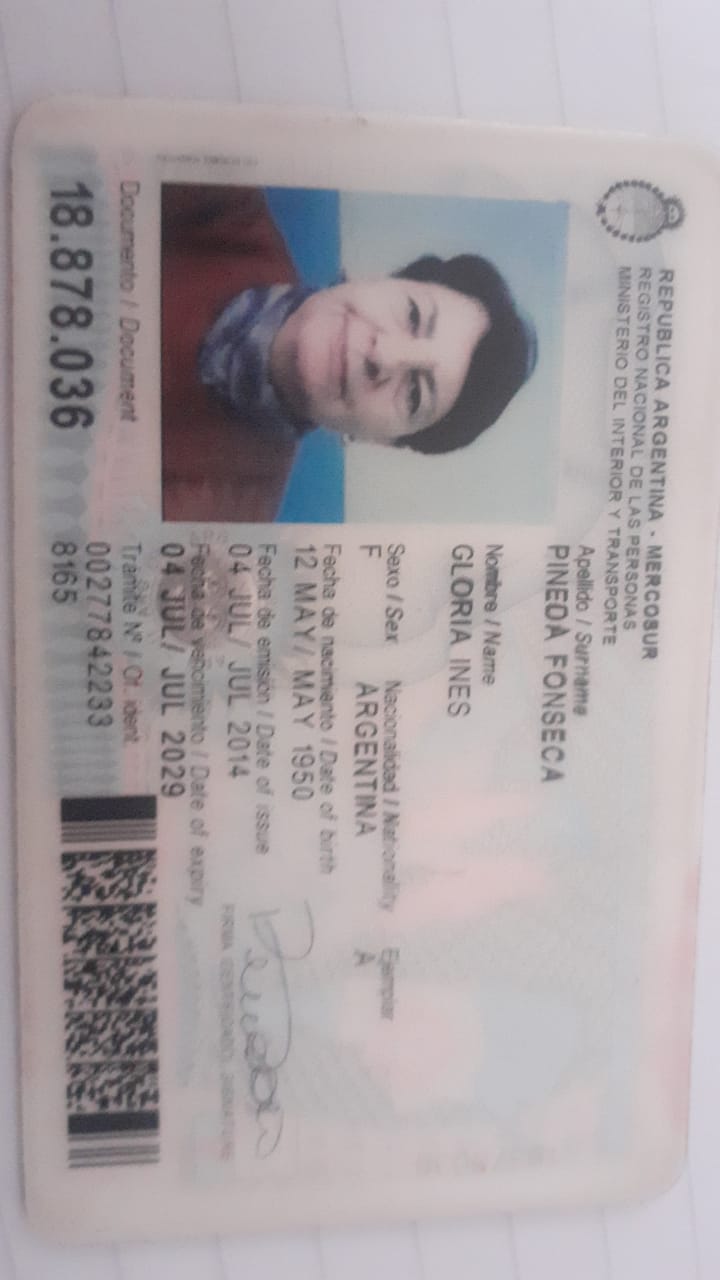 REPUBLICA ARGENTINA - MERCOSUR
REGISTRO NACIONAL DE LAS PERSONAS
MINISTERIO DEL INTERIOR Y TRANSPORTE
Apellido / Surname
PINEDA FONSECA
Nombre / Name
GLORIA INES
Sexo / Sex Nacionalidad / Nationality Ejemplar
F ARGENTINA A
Fecha de nacimiento / Date of birth
12 MAY/ MAY 1950
Fecha de emisión / Date of issue
04 JUL/ JUL 2014
Fecha de vencimiento / Date of expiry
04 JUL/ JUL 2029
FIRMA IDENTIFICADO / SIGNATURE
Documento / Document
18.878.036
Tramite Nº / Of. ident.
00277842233
8165